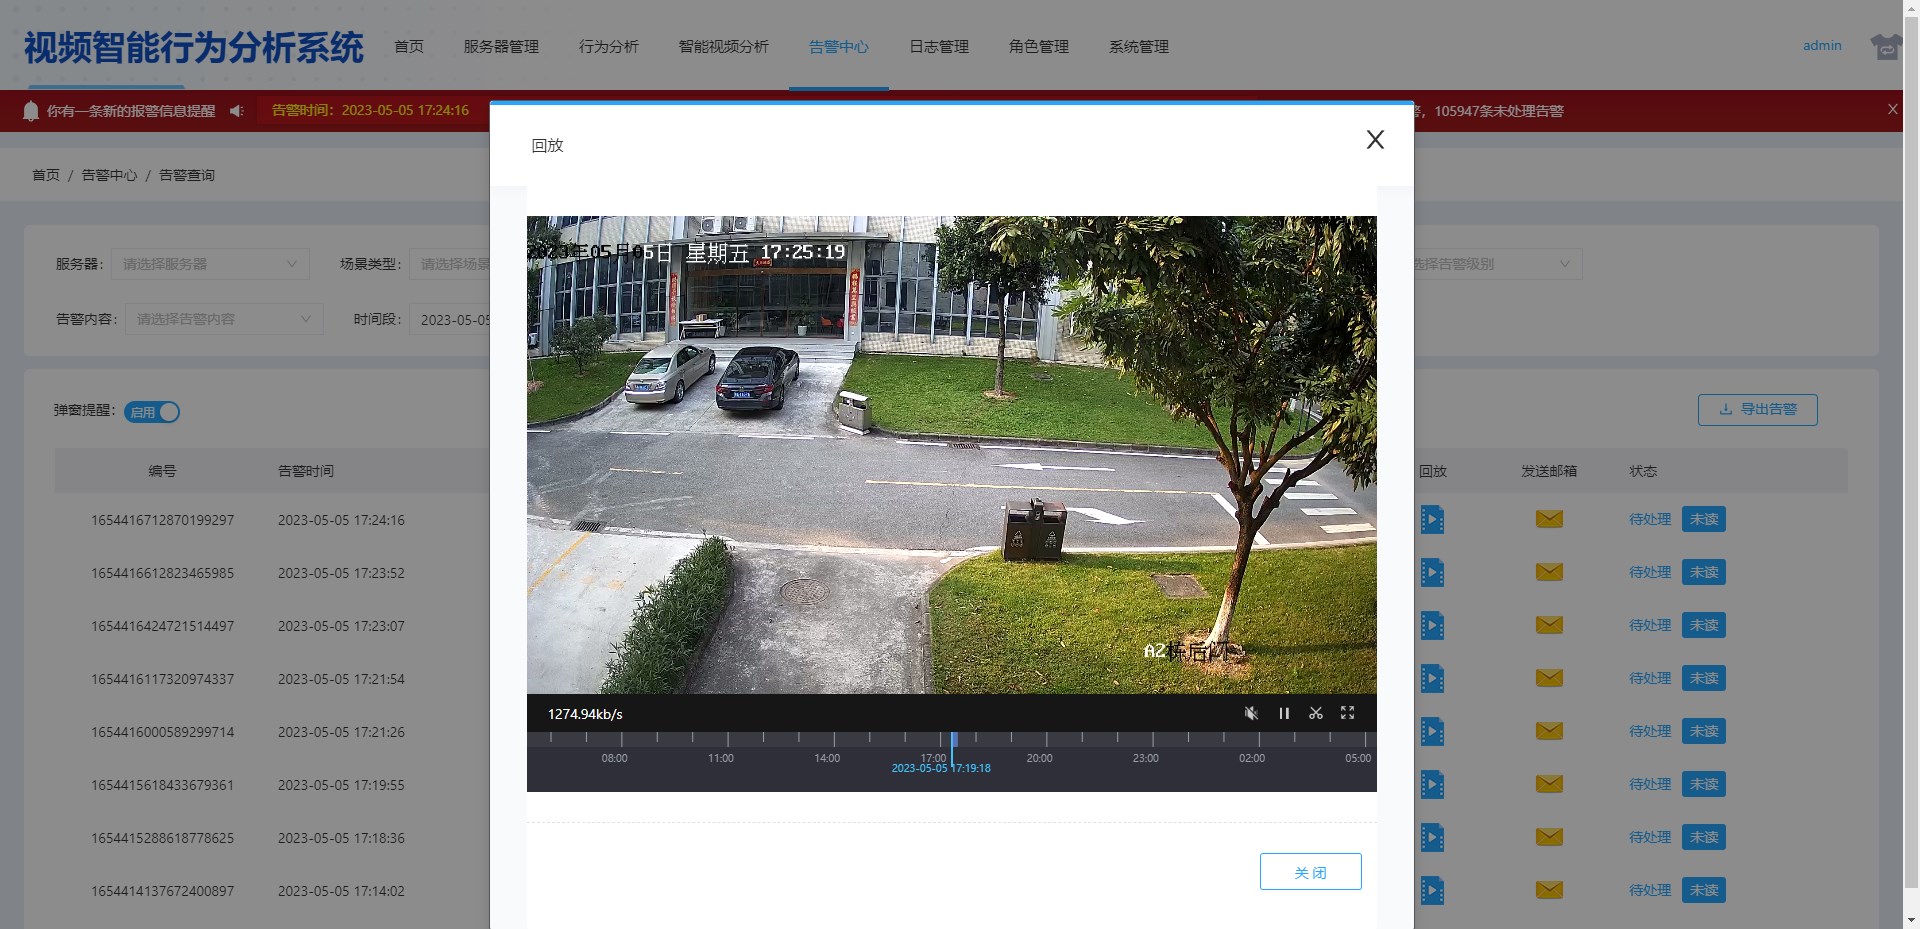 视频智能行为分析系统
首页 服务器管理 行为分析 智能视频分析 告警中心 日志管理 角色管理 系统管理 admin
你有一条新的报警信息提醒 告警时间：2023-05-05 17:24:16 ，105947条未处理告警
回放
首页 / 告警中心 / 告警查询
服务器： 请选择服务器 场景类型： 请选择场景 选择告警级别
告警内容： 请选择告警内容 时间段： 2023-05-05
2023年05月05日 星期五 17:25:19
弹窗提醒： 启用 导出告警
编号 告警时间 回放 发送邮箱 状态
1654416712870199297 2023-05-05 17:24:16 待处理 未读
1654416612823465985 2023-05-05 17:23:52 待处理 未读
1654416424721514497 2023-05-05 17:23:07 待处理 未读
A2栋后门
1654416117320974337 2023-05-05 17:21:54 待处理 未读
1274.94kb/s
1654416000589299714 2023-05-05 17:21:26 待处理 未读
08:00 11:00 14:00 17:00 20:00 23:00 02:00 05:00
2023-05-05 17:19:18
1654415618433679361 2023-05-05 17:19:55 待处理 未读
1654415288618778625 2023-05-05 17:18:36 待处理 未读
关 闭
1654414137672400897 2023-05-05 17:14:02 待处理 未读